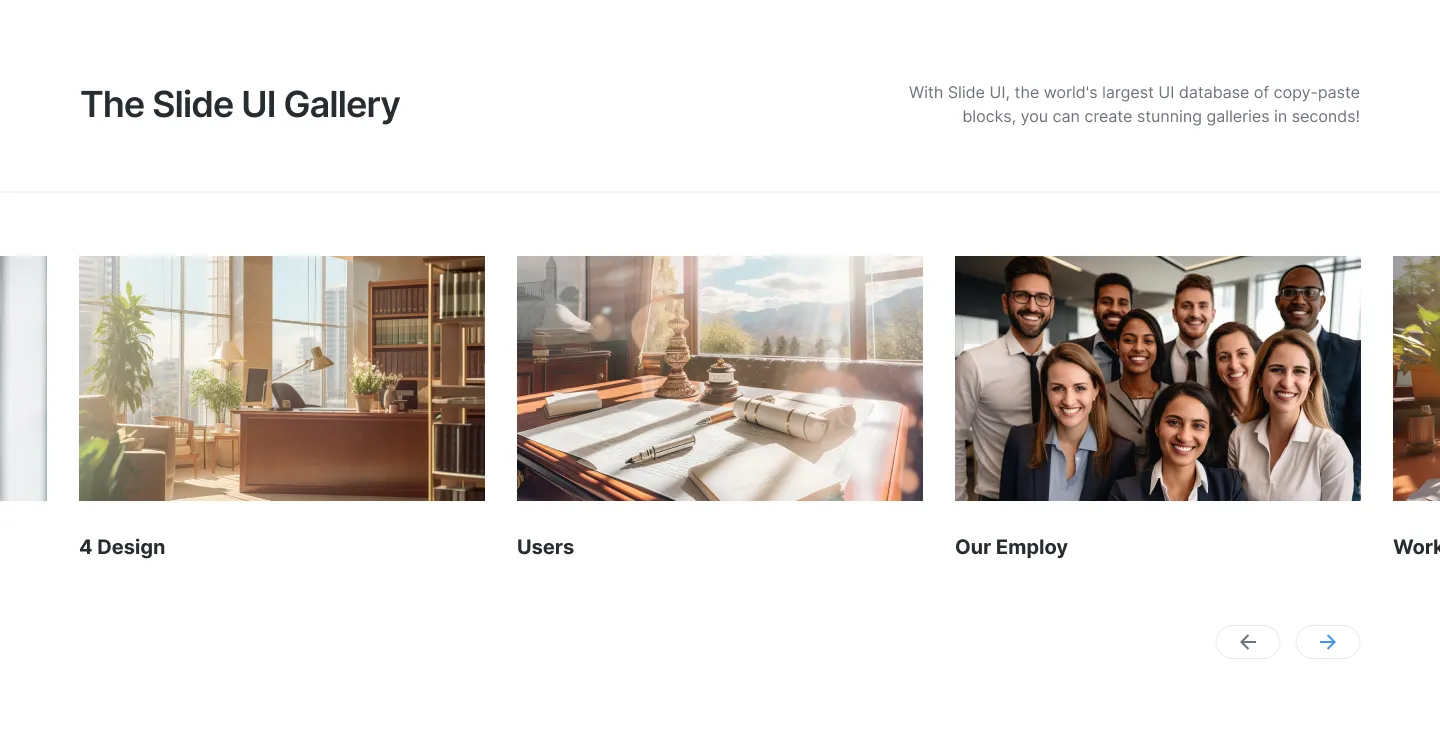 The Slide UI Gallery
With Slide UI, the world's largest UI database of copy-paste
blocks, you can create stunning galleries in seconds!
4 Design
Users
Our Employ
Work